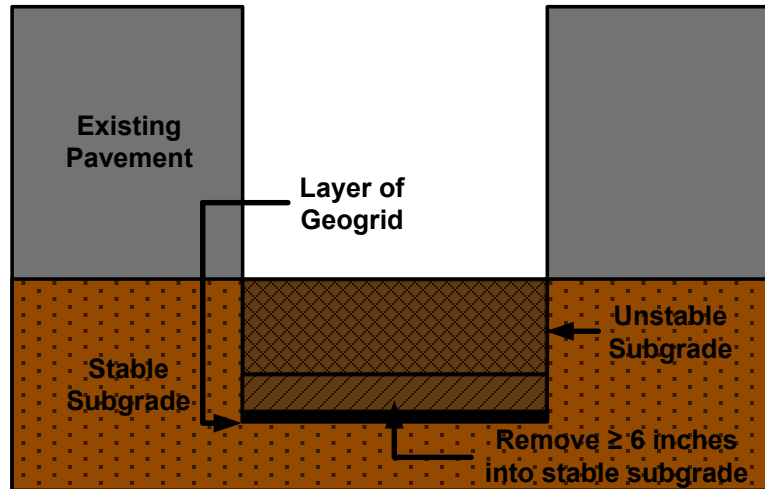 Existing
Pavement
Layer of
Geogrid
Unstable
Subgrade
Stable
Subgrade
Remove ≥ 6 inches
into stable subgrade